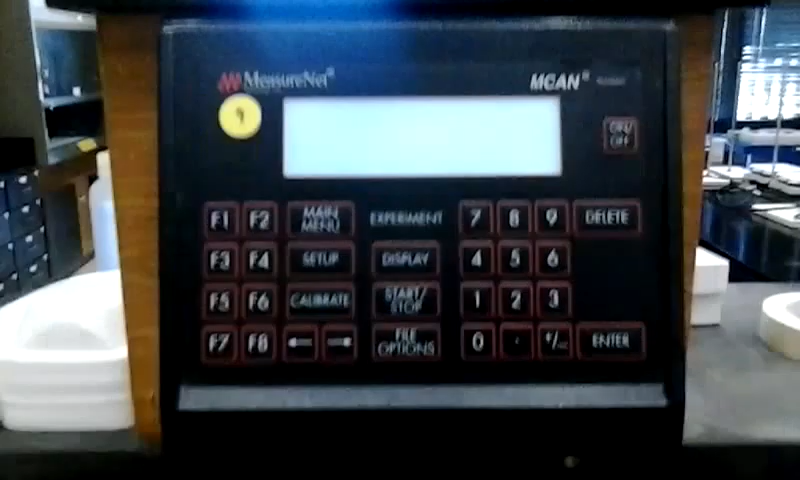 MeasureNet®
MCAN®
9
ON/
OFF
F1 F2 MAIN MENU EXPERIMENT 7 8 9 DELETE
F3 F4 SETUP DISPLAY 4 5 6
F5 F6 CALIBRATE START/STOP 1 2 3
F7 F8 FILE OPTIONS 0 . +/- ENTER